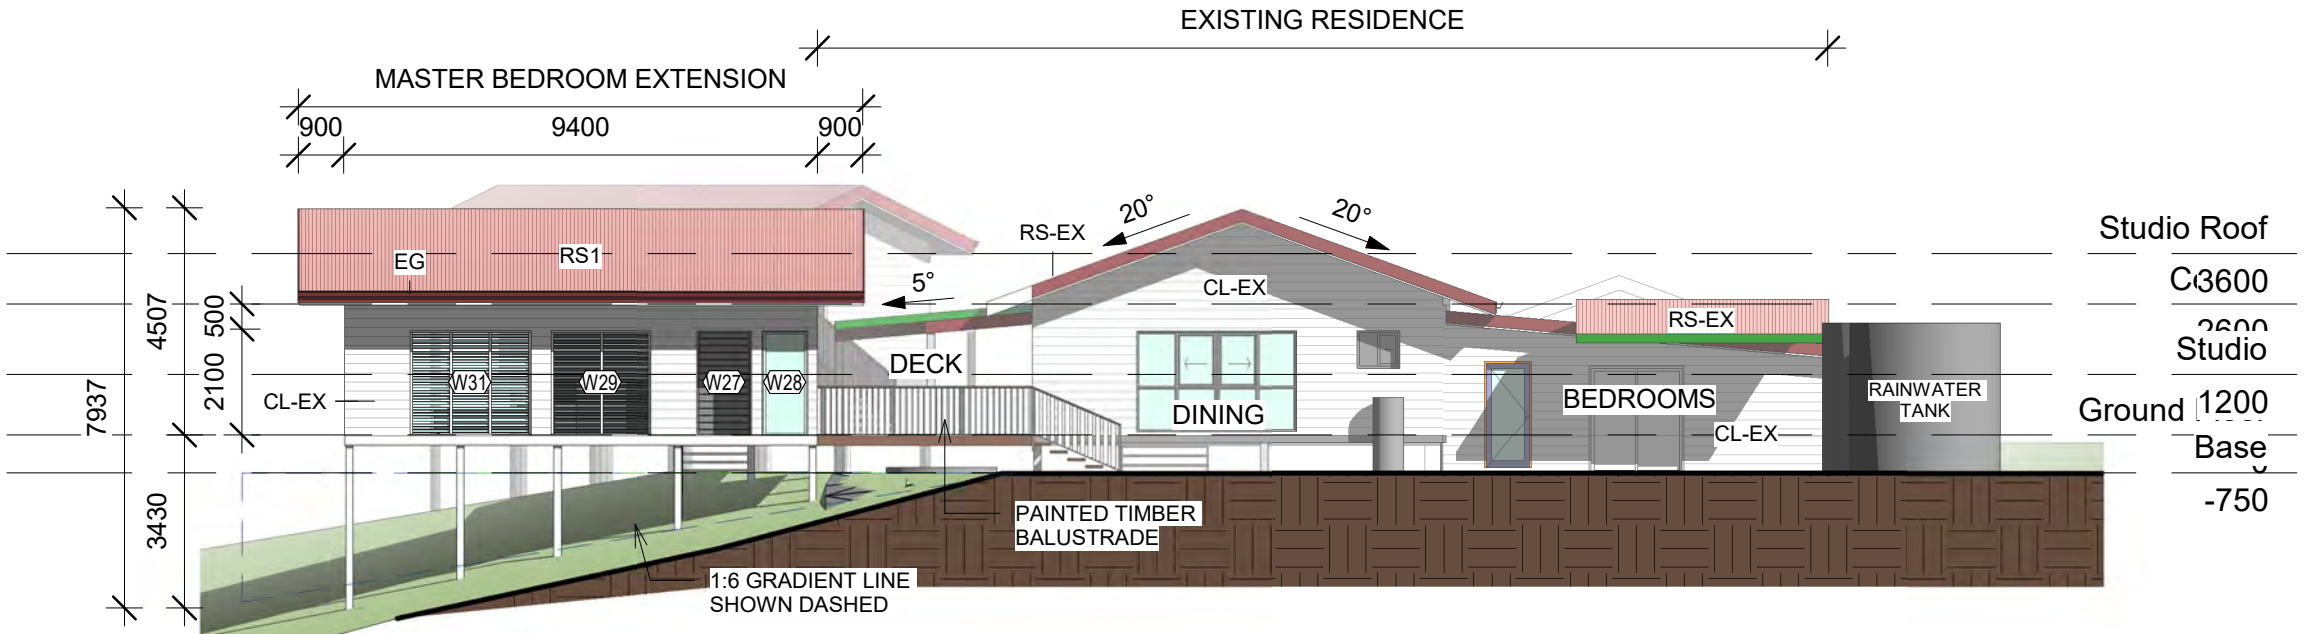 EXISTING RESIDENCE
MASTER BEDROOM EXTENSION
900
9400
900
20°
20°
RS-EX
Studio Roof
EG
RS1
5°
CL-EX
3600
4507
500
RS-EX
2600
Studio
DECK
2100
W31
W29
W27
W28
RAINWATER
TANK
7937
CL-EX
DINING
BEDROOMS
Ground
1200
CL-EX
Base
3430
-750
PAINTED TIMBER
BALUSTRADE
1:6 GRADIENT LINE
SHOWN DASHED